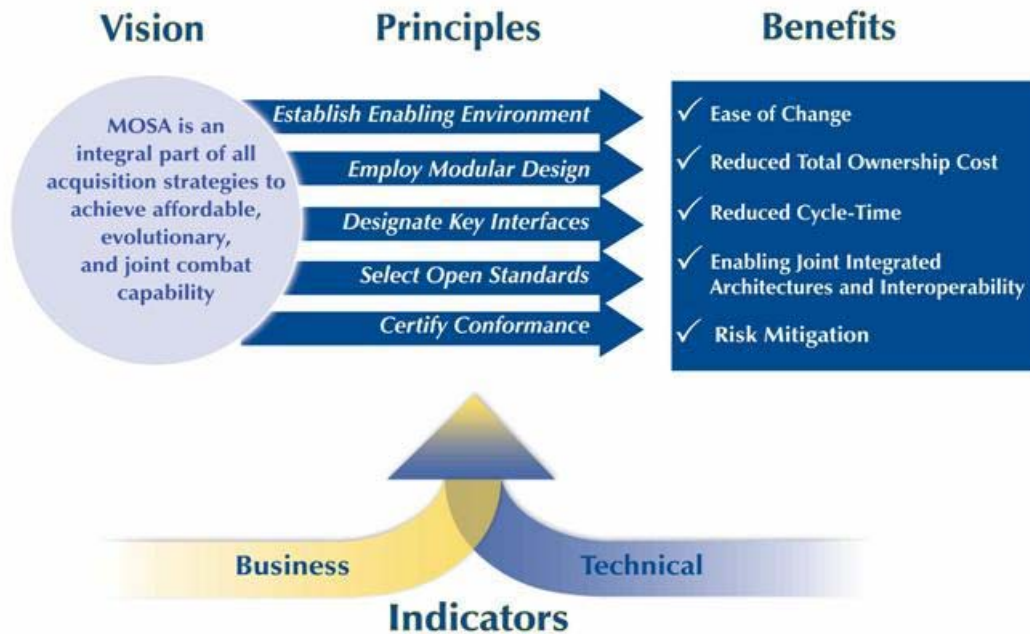 Vision
Principles
Benefits
MOSA is an
integral part of all
acquisition strategies to
achieve affordable,
evolutionary,
and joint combat
capability
Establish Enabling Environment
Employ Modular Design
Designate Key Interfaces
Select Open Standards
Certify Conformance
✓ Ease of Change
✓ Reduced Total Ownership Cost
✓ Reduced Cycle-Time
✓ Enabling Joint Integrated
Architectures and Interoperability
✓ Risk Mitigation
Business
Technical
Indicators